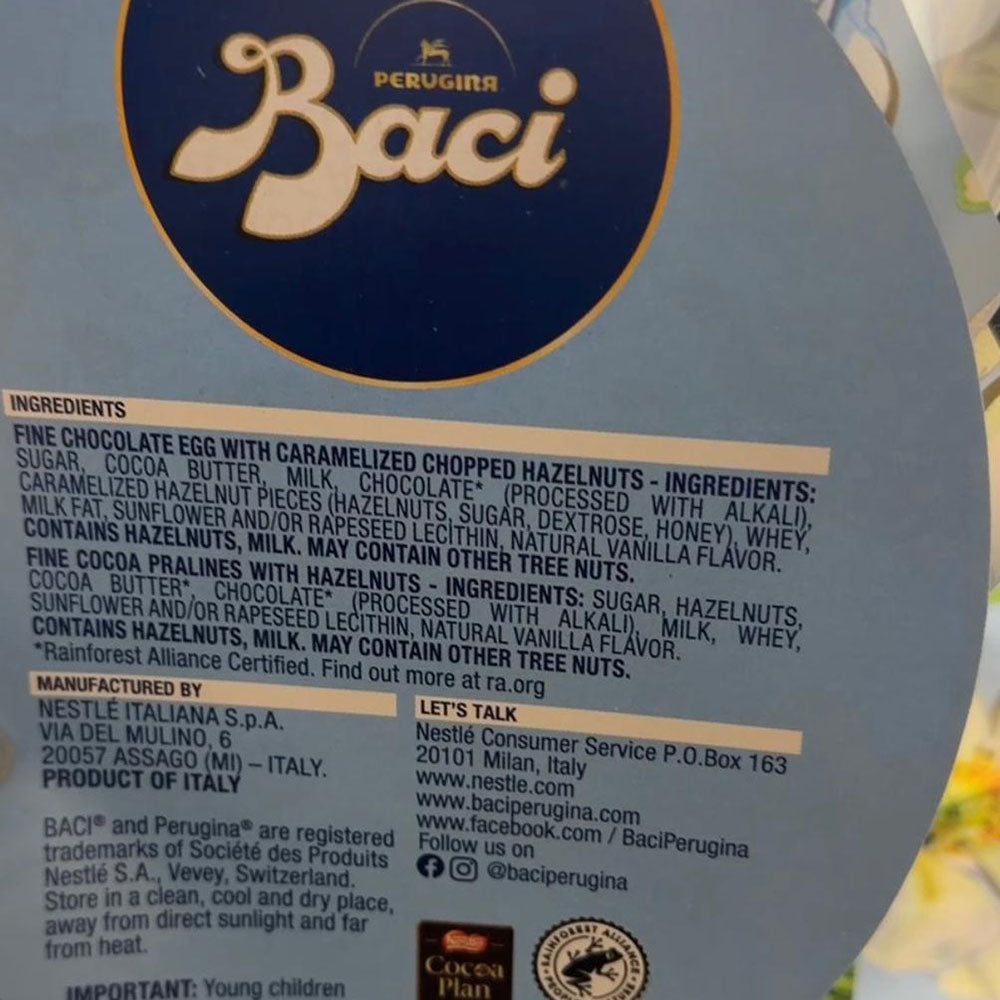 PERUGINA
Baci
INGREDIENTS
FINE CHOCOLATE EGG WITH CARAMELIZED CHOPPED HAZELNUTS - INGREDIENTS:
SUGAR, COCOA BUTTER, MILK, CHOCOLATE* (PROCESSED WITH ALKALI),
CARAMELIZED HAZELNUT PIECES (HAZELNUTS, SUGAR, DEXTROSE, HONEY), WHEY,
MILK FAT, SUNFLOWER AND/OR RAPESEED LECITHIN, NATURAL VANILLA FLAVOR.
CONTAINS HAZELNUTS, MILK. MAY CONTAIN OTHER TREE NUTS.
FINE COCOA PRALINES WITH HAZELNUTS - INGREDIENTS: SUGAR, HAZELNUTS,
COCOA BUTTER*, CHOCOLATE* (PROCESSED WITH ALKALI), MILK, WHEY,
SUNFLOWER AND/OR RAPESEED LECITHIN, NATURAL VANILLA FLAVOR.
CONTAINS HAZELNUTS, MILK. MAY CONTAIN OTHER TREE NUTS.
*Rainforest Alliance Certified. Find out more at ra.org
MANUFACTURED BY
NESTLÉ ITALIANA S.p.A.
VIA DEL MULINO, 6
20057 ASSAGO (MI) – ITALY.
PRODUCT OF ITALY
BACI® and Perugina® are registered
trademarks of Société des Produits
Nestlé S.A., Vevey, Switzerland.
Store in a clean, cool and dry place,
away from direct sunlight and far
from heat.
IMPORTANT: Young children
LET'S TALK
Nestlé Consumer Service P.O.Box 163
20101 Milan, Italy
www.nestle.com
www.baciperugina.com
www.facebook.com / BaciPerugina
Follow us on
@baciperugina
Cocoa
Plan
RAINFOREST ALLIANCE